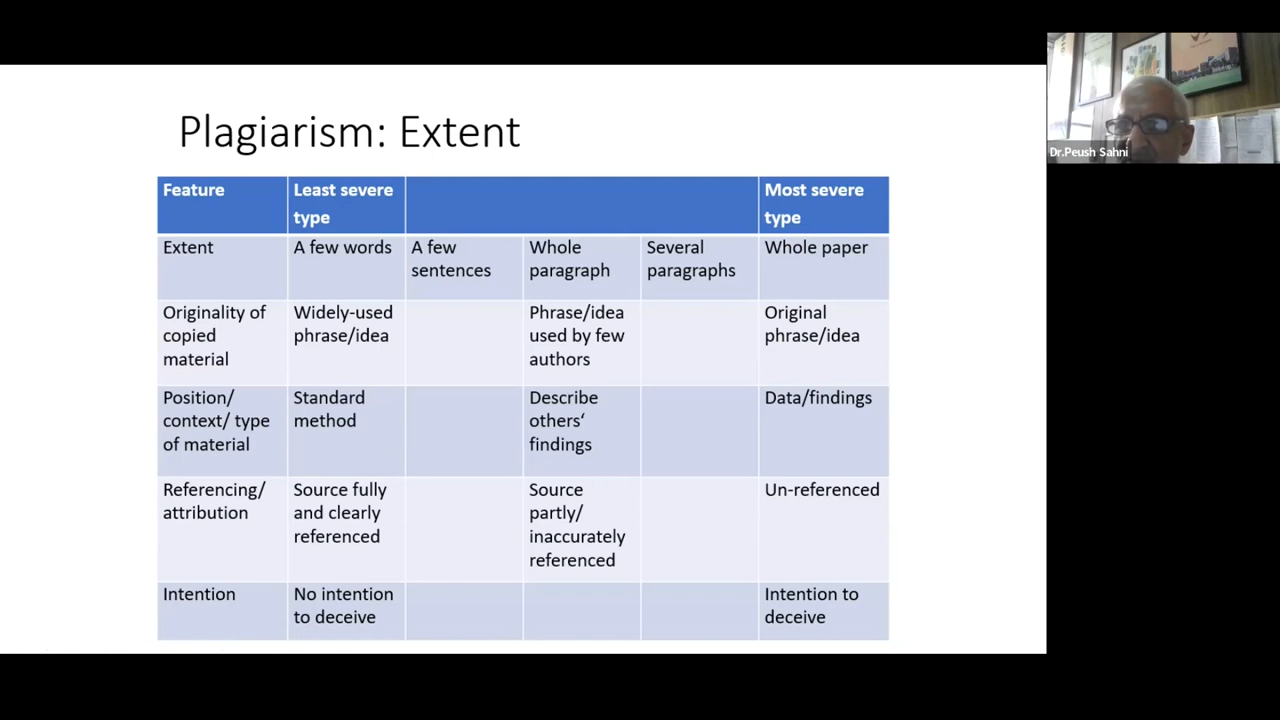 Plagiarism: Extent
Feature
Least severe
type
Most severe
type
Extent
A few words
A few
sentences
Whole
paragraph
Several
paragraphs
Whole paper
Originality of
copied
material
Widely-used
phrase/idea
Phrase/idea
used by few
authors
Original
phrase/idea
Position/
context/ type
of material
Standard
method
Describe
others‘
findings
Data/findings
Referencing/
attribution
Source fully
and clearly
referenced
Source
partly/
inaccurately
referenced
Un-referenced
Intention
No intention
to deceive
Intention to
deceive
Dr.Peush Sahni